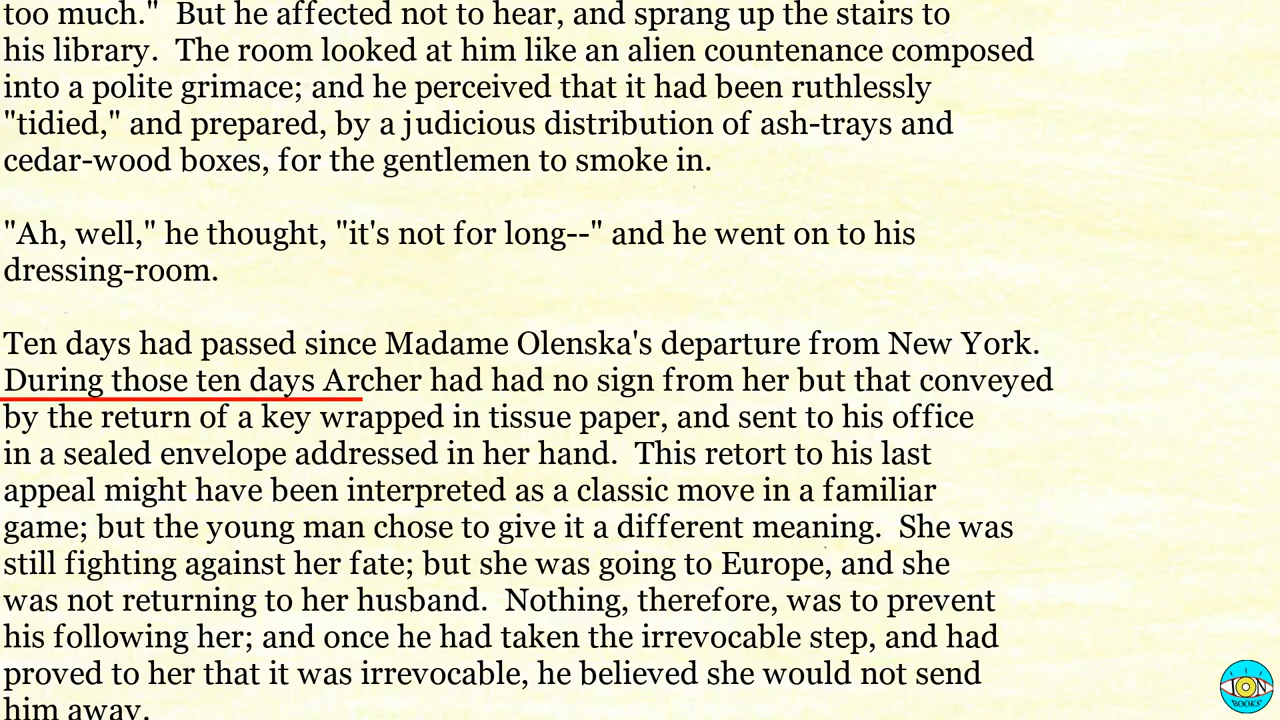 too much."  But he affected not to hear, and sprang up the stairs to
his library.  The room looked at him like an alien countenance composed
into a polite grimace; and he perceived that it had been ruthlessly
"tidied," and prepared, by a judicious distribution of ash-trays and
cedar-wood boxes, for the gentlemen to smoke in.
"Ah, well," he thought, "it's not for long--" and he went on to his
dressing-room.
Ten days had passed since Madame Olenska's departure from New York.
During those ten days Archer had had no sign from her but that conveyed
by the return of a key wrapped in tissue paper, and sent to his office
in a sealed envelope addressed in her hand.  This retort to his last
appeal might have been interpreted as a classic move in a familiar
game; but the young man chose to give it a different meaning.  She was
still fighting against her fate; but she was going to Europe, and she
was not returning to her husband.  Nothing, therefore, was to prevent
his following her; and once he had taken the irrevocable step, and had
proved to her that it was irrevocable, he believed she would not send
him away.
ION
BOOKS